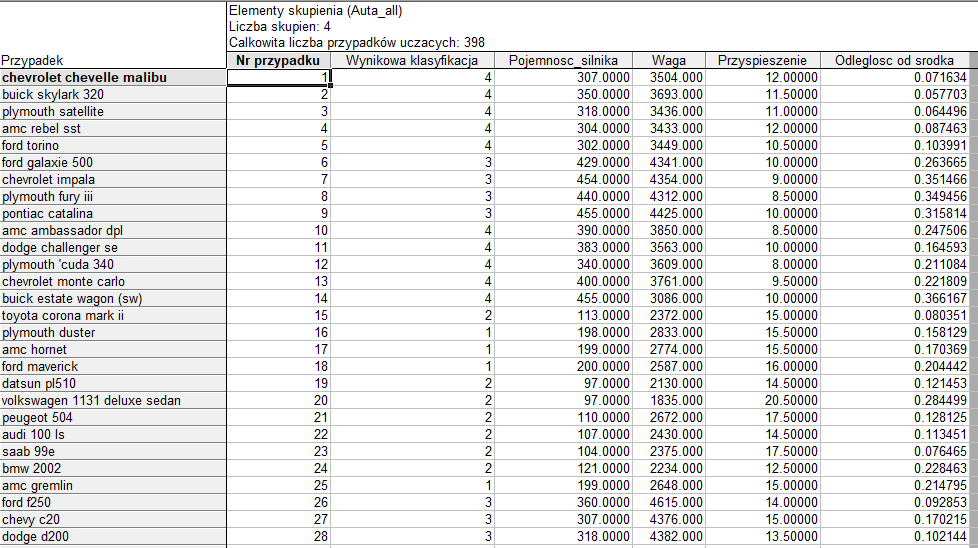 Elementy skupienia (Auta_all)
Liczba skupien: 4
Calkowita liczba przypadków uczacych: 398
Przypadek Nr przypadku Wynikowa klasyfikacja Pojemnosc_silnika Waga Przyspieszenie Odleglosc od srodka
chevrolet chevelle malibu 1 4 307.0000 3504.000 12.00000 0.071634
buick skylark 320 2 4 350.0000 3693.000 11.50000 0.057703
plymouth satellite 3 4 318.0000 3436.000 11.00000 0.064496
amc rebel sst 4 4 304.0000 3433.000 12.00000 0.087463
ford torino 5 4 302.0000 3449.000 10.50000 0.103991
ford galaxie 500 6 3 429.0000 4341.000 10.00000 0.263665
chevrolet impala 7 3 454.0000 4354.000 9.00000 0.351466
plymouth fury iii 8 3 440.0000 4312.000 8.50000 0.349456
pontiac catalina 9 3 455.0000 4425.000 10.00000 0.315814
amc ambassador dpl 10 4 390.0000 3850.000 8.50000 0.247506
dodge challenger se 11 4 383.0000 3563.000 10.00000 0.164593
plymouth 'cuda 340 12 4 340.0000 3609.000 8.00000 0.211084
chevrolet monte carlo 13 4 400.0000 3761.000 9.50000 0.221809
buick estate wagon (sw) 14 4 455.0000 3086.000 10.00000 0.366167
toyota corona mark ii 15 2 113.0000 2372.000 15.00000 0.080351
plymouth duster 16 1 198.0000 2833.000 15.50000 0.158129
amc hornet 17 1 199.0000 2774.000 15.50000 0.170369
ford maverick 18 1 200.0000 2587.000 16.00000 0.204442
datsun pl510 19 2 97.0000 2130.000 14.50000 0.121453
volkswagen 1131 deluxe sedan 20 2 97.0000 1835.000 20.50000 0.284499
peugeot 504 21 2 110.0000 2672.000 17.50000 0.128125
audi 100 ls 22 2 107.0000 2430.000 14.50000 0.113451
saab 99e 23 2 104.0000 2375.000 17.50000 0.076465
bmw 2002 24 2 121.0000 2234.000 12.50000 0.228463
amc gremlin 25 1 199.0000 2648.000 15.00000 0.214795
ford f250 26 3 360.0000 4615.000 14.00000 0.092853
chevy c20 27 3 307.0000 4376.000 15.00000 0.170215
dodge d200 28 3 318.0000 4382.000 13.50000 0.102144